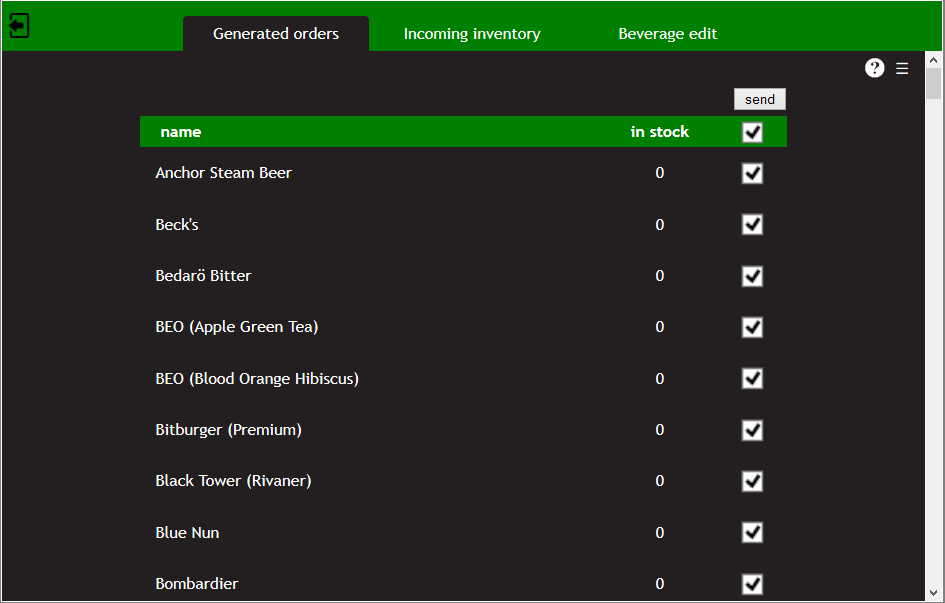 Generated orders Incoming inventory Beverage edit
?
send
name in stock
Anchor Steam Beer 0
Beck's 0
Bedarö Bitter 0
BEO (Apple Green Tea) 0
BEO (Blood Orange Hibiscus) 0
Bitburger (Premium) 0
Black Tower (Rivaner) 0
Blue Nun 0
Bombardier 0